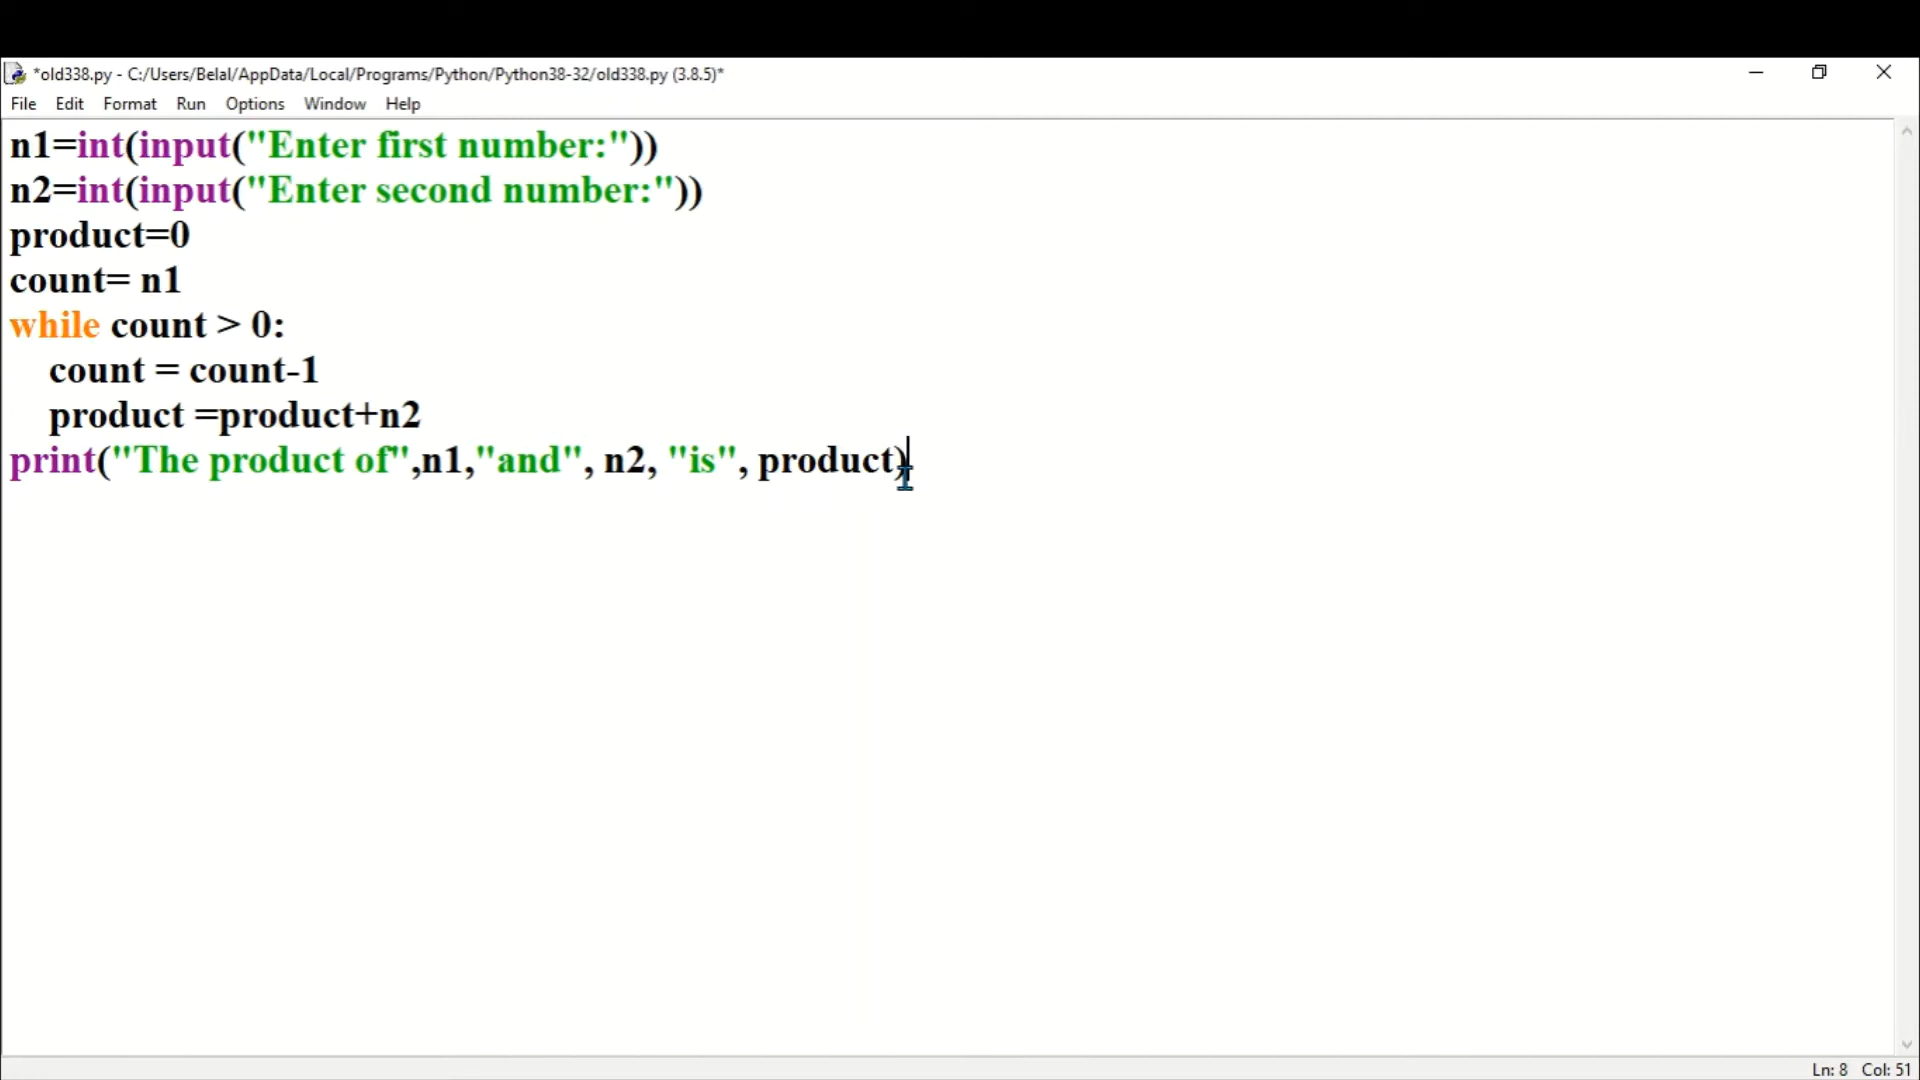 *old338.py - C:/Users/Belal/AppData/Local/Programs/Python/Python38-32/old338.py (3.8.5)*
File Edit Format Run Options Window Help
n1=int(input("Enter first number:"))
n2=int(input("Enter second number:"))
product=0
count= n1
while count > 0:
    count = count-1
    product =product+n2
print("The product of",n1,"and", n2, "is", product)
Ln: 8 Col: 51